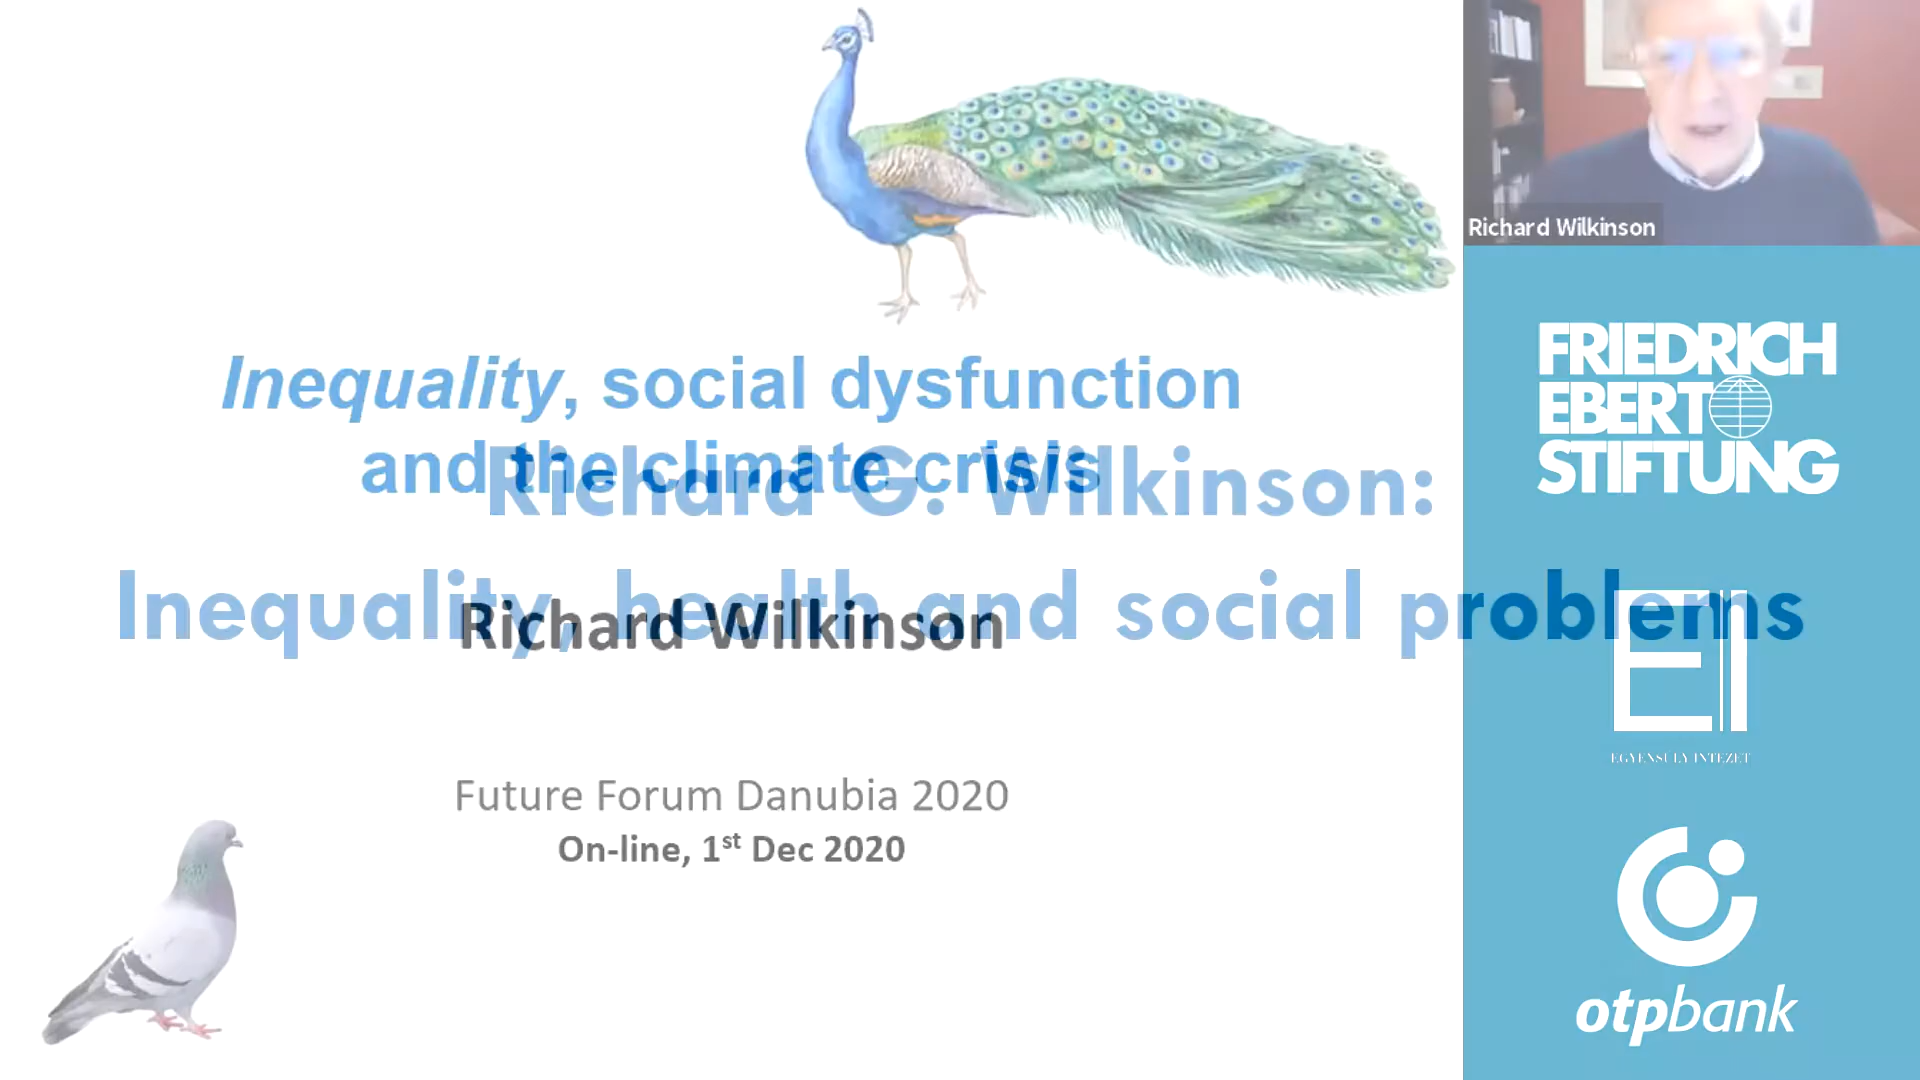 Inequality, social dysfunction
and the climate crisis
Richard G. Wilkinson:
Inequality, health and social problems
Richard Wilkinson
Future Forum Danubia 2020
On-line, 1st Dec 2020
Richard Wilkinson
FRIEDRICH
EBERT
STIFTUNG
EI
EGYENSÚLY INTÉZET
otpbank